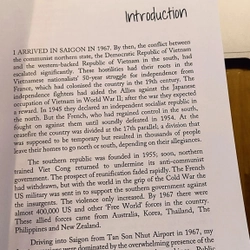 Introduction
I ARRIVED IN SAIGON IN 1967. By then, the conflict between
the communist northern state, the Democratic Republic of Vietnam
and the western-backed Republic of Vietnam in the south, had
escalated significantly. These hostilities had their roots in the
Vietnamese nationalists' 50-year struggle for independence from
France, which had colonised the country in the 19th century. The
independence fighters had aided the Allies against the Japanese
occupation of Vietnam in World War II; after the war they expected
a reward. In 1945 they declared an independent socialist republic in
the north. But the French, who had regained control in the south,
fought on against them until soundly defeated in 1954. At the
ceasefire the country was divided at the 17th parallel, a division that
was supposed to be temporary but resulted in thousands of people
leave their homes to go north or south, depending on their allegiances.
The southern republic was founded in 1955; soon, northern
trained Viet Cong returned to undermine its anti-communist
government. The prospect of reunification faded rapidly. The French
had withdrawn, but with the world in the grip of the Cold War the
US military was sent in to support the southern government against
the insurgents. The violence only increased. By 1967 there were
almost 400,000 US and other 'Free World' forces in the country.
These allied forces came from Australia, Korea, Thailand, The
Philippines and New Zealand.
Driving into Saigon from Tan Son Nhut Airport in 1967, my
were dominated by the overwhelming presence of the